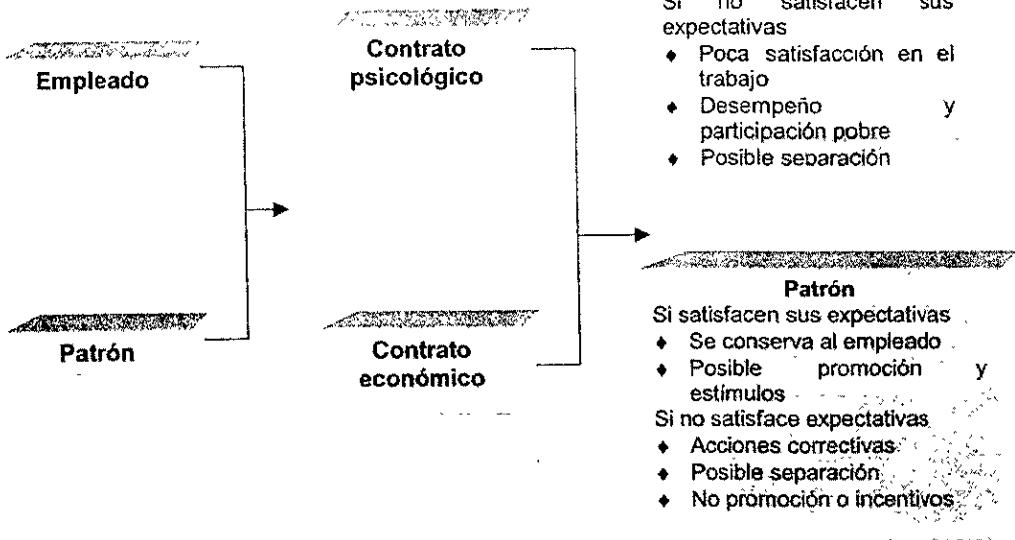 Empleado
Patrón
Contrato
psicológico
Contrato
económico
Si no satisfacen sus
expectativas
♦ Poca satisfacción en el
trabajo
♦ Desempeño y
participación pobre
♦ Posible separación
Patrón
Si satisfacen sus expectativas
♦ Se conserva al empleado
♦ Posible promoción y
estímulos
Si no satisface expectativas
♦ Acciones correctivas
♦ Posible separación
♦ No promoción o incentivos